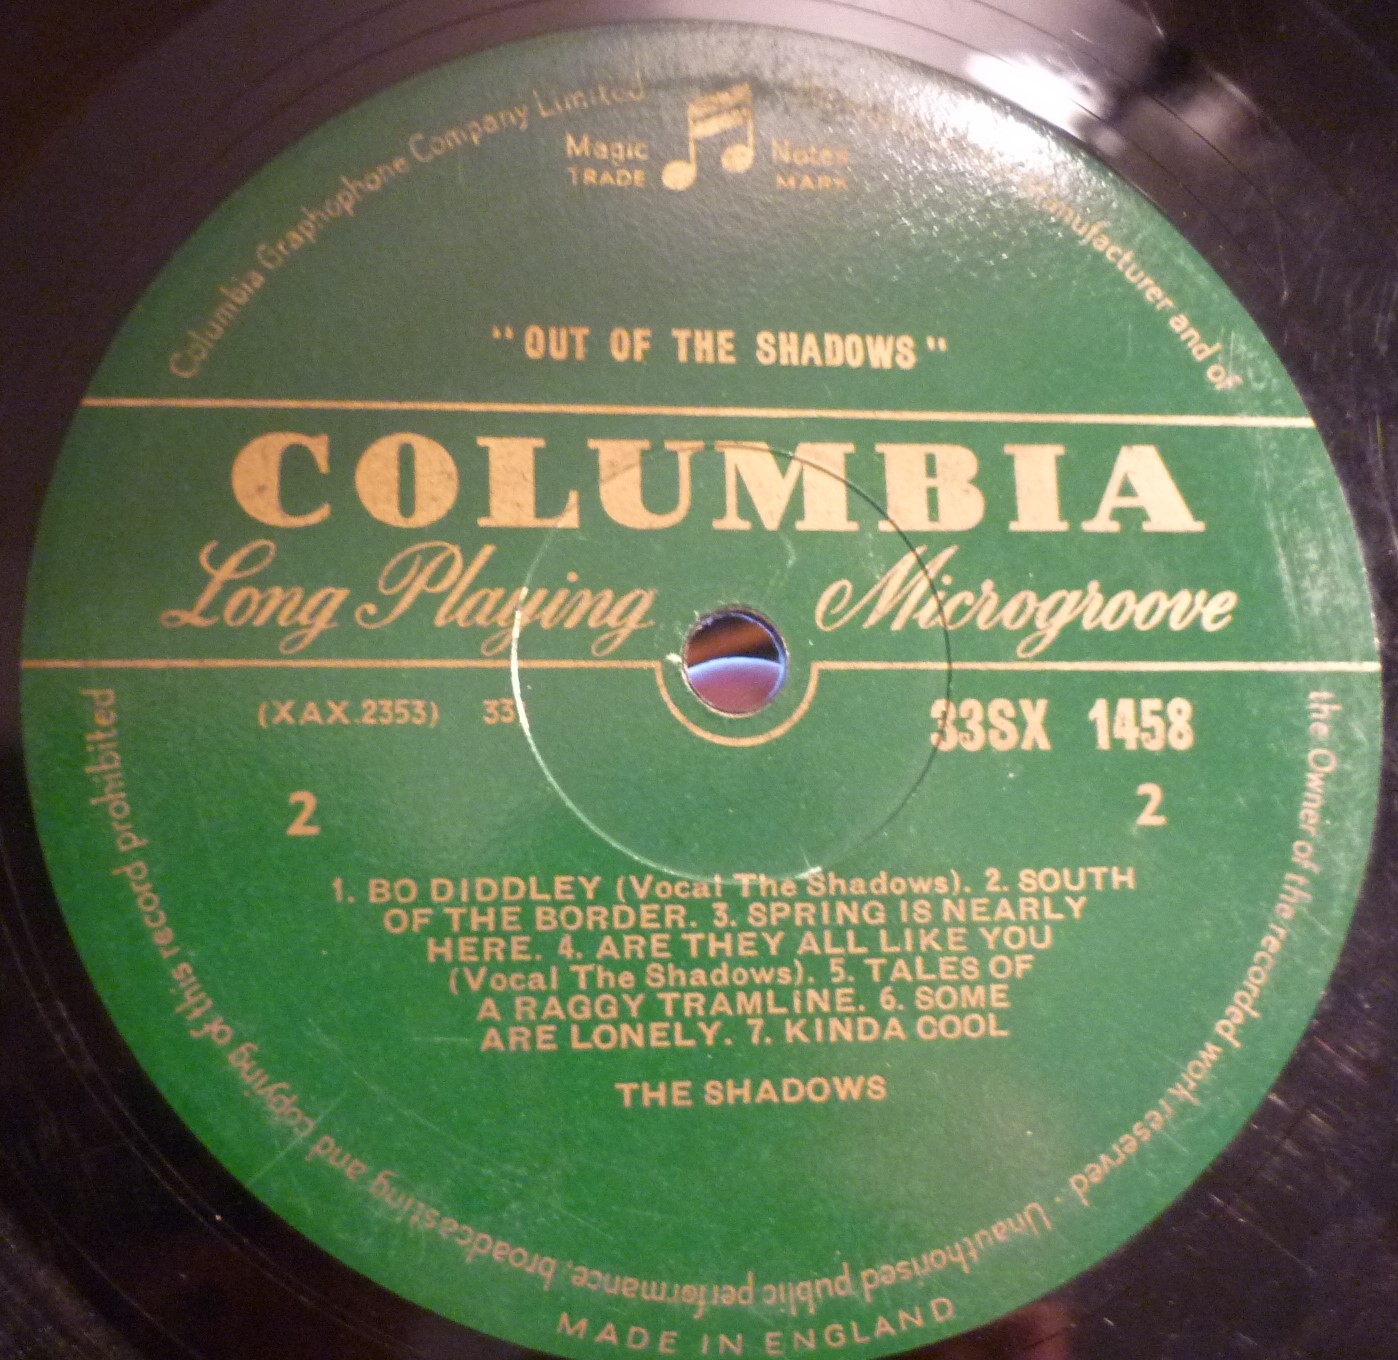 Columbia Graphophone Company Limited
Magic Notes
TRADE MARK
Manufacturer and of
the Owner of the recorded work reserved · Unauthorised public performance, broadcasting and copying of this record prohibited
"OUT OF THE SHADOWS"
COLUMBIA
Long Playing Microgroove
(XAX.2353) 33
33SX 1458
2 2
1. BO DIDDLEY (Vocal The Shadows). 2. SOUTH
OF THE BORDER. 3. SPRING IS NEARLY
HERE. 4. ARE THEY ALL LIKE YOU
(Vocal The Shadows). 5. TALES OF
A RAGGY TRAMLiNE. 6. SOME
ARE LONELY. 7. KINDA COOL
THE SHADOWS
MADE IN ENGLAND